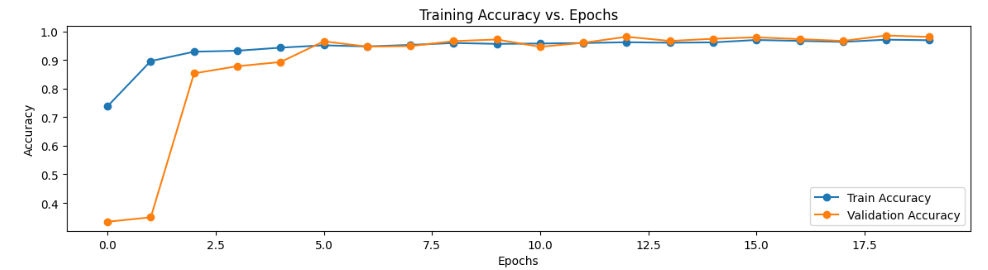 Training Accuracy vs. Epochs
1.0
0.9
0.8
0.7
0.6
0.5
0.4
Accuracy
0.0 2.5 5.0 7.5 10.0 12.5 15.0 17.5
Epochs
Train Accuracy
Validation Accuracy